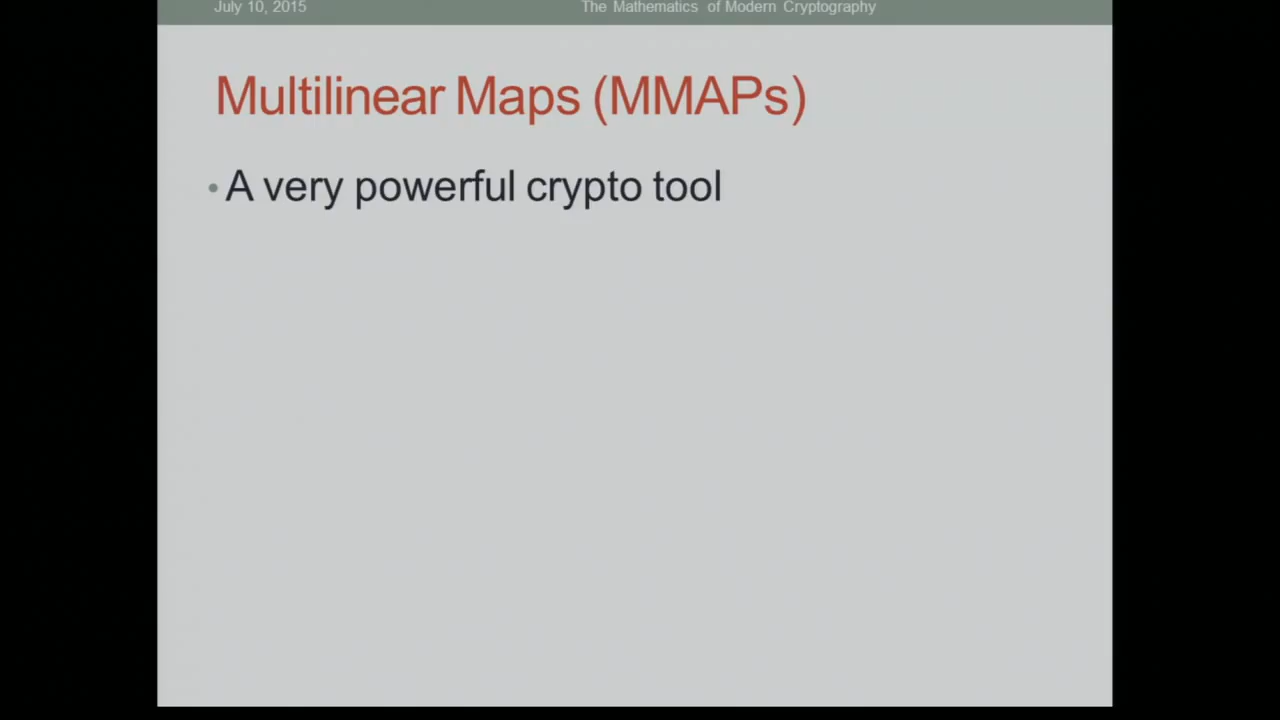 July 10, 2015 The Mathematics of Modern Cryptography
Multilinear Maps (MMAPs)
• A very powerful crypto tool